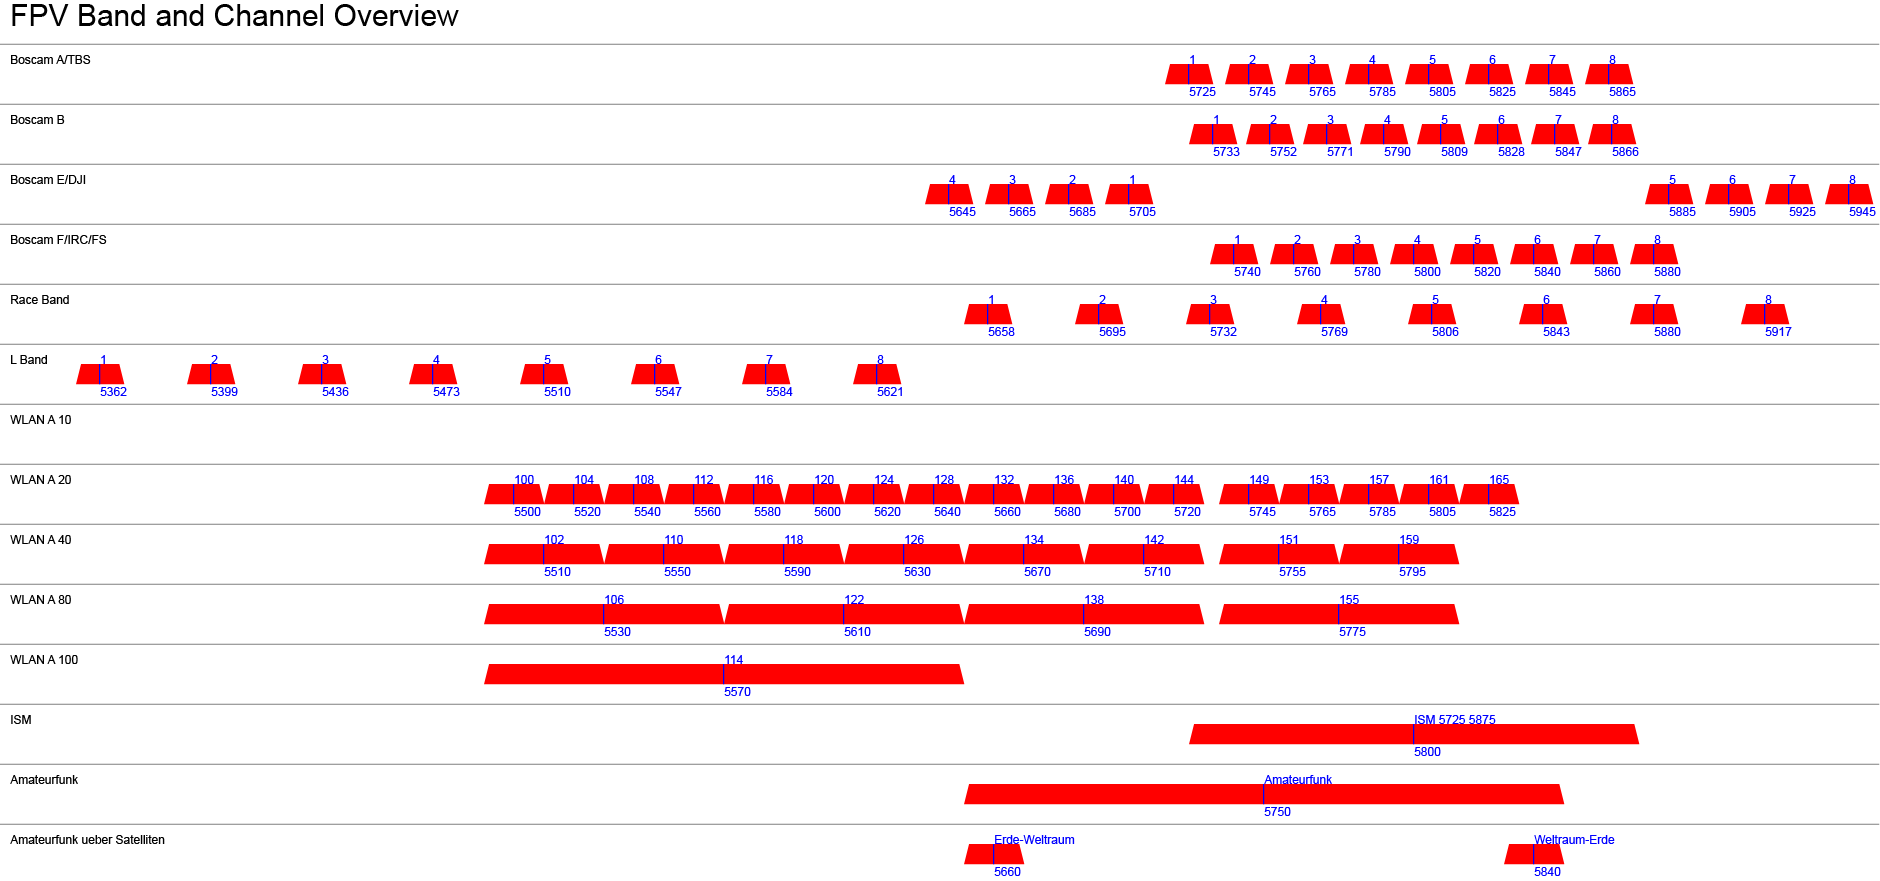 FPV Band and Channel Overview
Boscam A/TBS
1 2 3 4 5 6 7 8
5725 5745 5765 5785 5805 5825 5845 5865
Boscam B
1 2 3 4 5 6 7 8
5733 5752 5771 5790 5809 5828 5847 5866
Boscam E/DJI
4 3 2 1 5 6 7 8
5645 5665 5685 5705 5885 5905 5925 5945
Boscam F/IRC/FS
1 2 3 4 5 6 7 8
5740 5760 5780 5800 5820 5840 5860 5880
Race Band
1 2 3 4 5 6 7 8
5658 5695 5732 5769 5806 5843 5880 5917
L Band
1 2 3 4 5 6 7 8
5362 5399 5436 5473 5510 5547 5584 5621
WLAN A 10
WLAN A 20
100 104 108 112 116 120 124 128 132 136 140 144 149 153 157 161 165
5500 5520 5540 5560 5580 5600 5620 5640 5660 5680 5700 5720 5745 5765 5785 5805 5825
WLAN A 40
102 110 118 126 134 142 151 159
5510 5550 5590 5630 5670 5710 5755 5795
WLAN A 80
106 122 138 155
5530 5610 5690 5775
WLAN A 100
114
5570
ISM
ISM 5725 5875
5800
Amateurfunk
Amateurfunk
5750
Amateurfunk ueber Satelliten
Erde-Weltraum Weltraum-Erde
5660 5840